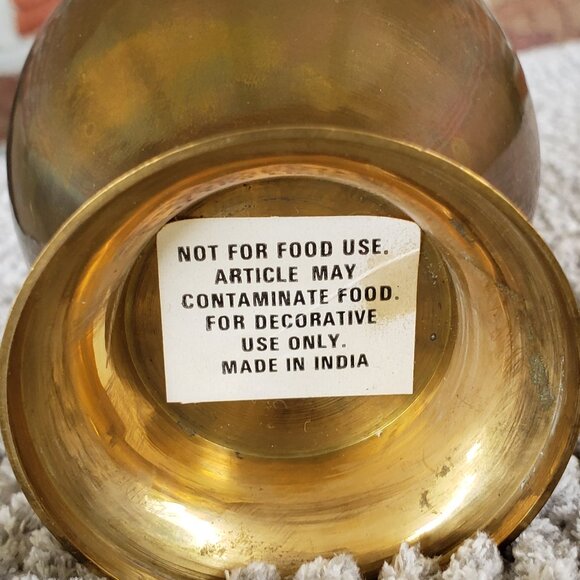 NOT FOR FOOD USE.
ARTICLE MAY
CONTAMINATE FOOD.
FOR DECORATIVE
USE ONLY.
MADE IN INDIA